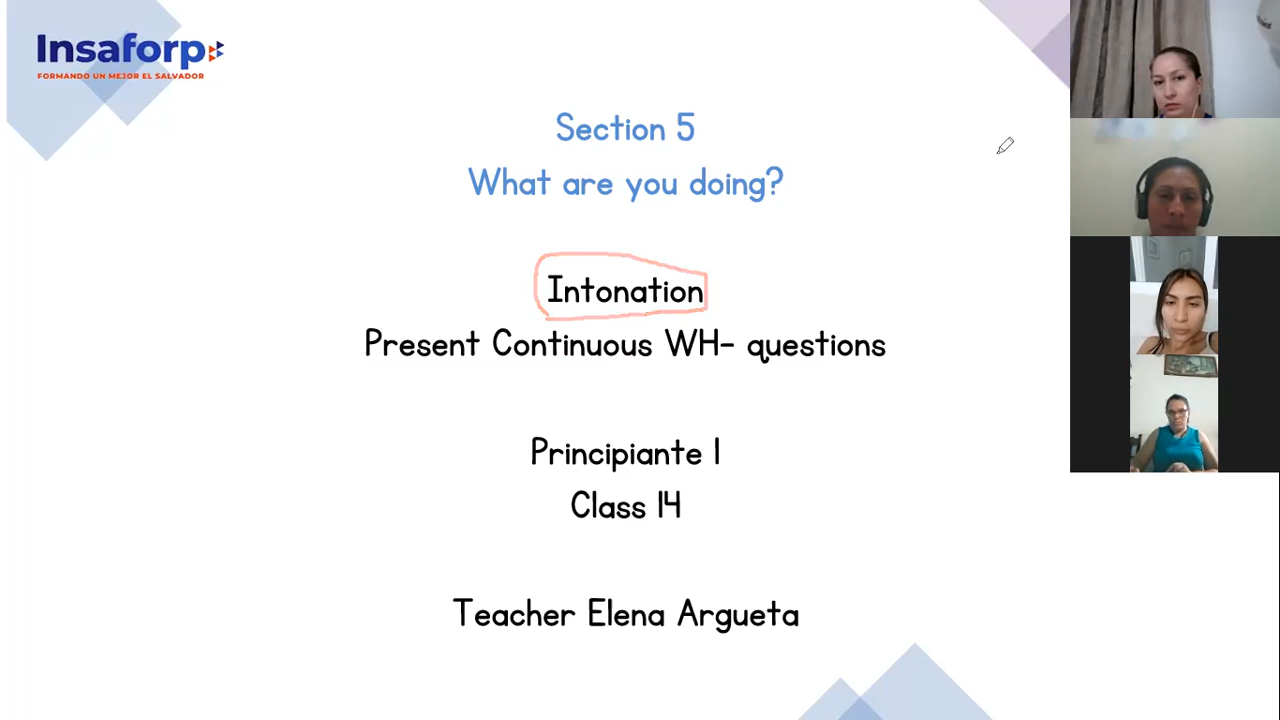 Insaforp
FORMANDO UN MEJOR EL SALVADOR
Section 5
What are you doing?
Intonation
Present Continuous WH- questions
Principiante 1
Class 14
Teacher Elena Argueta